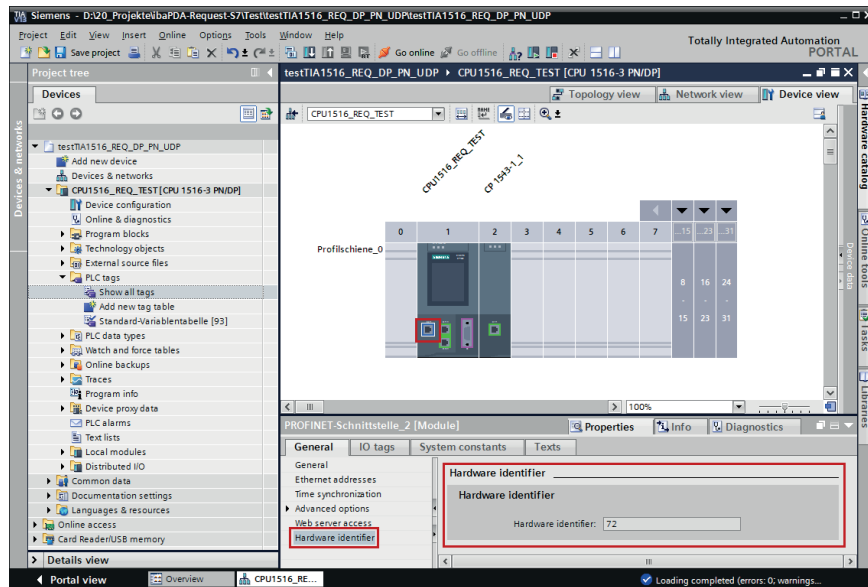 Siemens - D:\20_Projekte\ibaPDA-Request-S7\Test\testTIA1516_REQ_DP_PN_UDP\testTIA1516_REQ_DP_PN_UDP
Project Edit View Insert Online Options Tools Window Help
Totally Integrated Automation
PORTAL
Save project Go online Go offline
Project tree
testTIA1516_REQ_DP_PN_UDP CPU1516_REQ_TEST [CPU 1516-3 PN/DP]
Devices
Topology view Network view Device view
CPU1516_REQ_TEST
testTIA1516_REQ_DP_PN_UDP
Add new device
Devices & networks
CPU1516_REQ_TEST [CPU 1516-3 PN/DP]
Device configuration
Online & diagnostics
Program blocks
Technology objects
External source files
PLC tags
Show all tags
Add new tag table
Standard-Variablentabelle [93]
PLC data types
Watch and force tables
Online backups
Traces
Program info
Device proxy data
PLC alarms
Text lists
Local modules
Distributed I/O
Common data
Documentation settings
Languages & resources
Online access
Card Reader/USB memory
Details view
CPU1516_REQ_TEST
CP 1543-1_1
0 1 2 3 4 5 6 7 ...15 ...23 ...31
Profilschiene_0
SIEMENS
8 16 24
- - -
15 23 31
100%
PROFINET-Schnittstelle_2 [Module]
Properties Info Diagnostics
General IO tags System constants Texts
General
Ethernet addresses
Time synchronization
Advanced options
Web server access
Hardware identifier
Hardware identifier
Hardware identifier
Hardware identifier: 72
Devices & networks
Device data
Hardware catalog
Online tools
Tasks
Libraries
Portal view Overview CPU1516_RE... Loading completed (errors: 0; warnings...